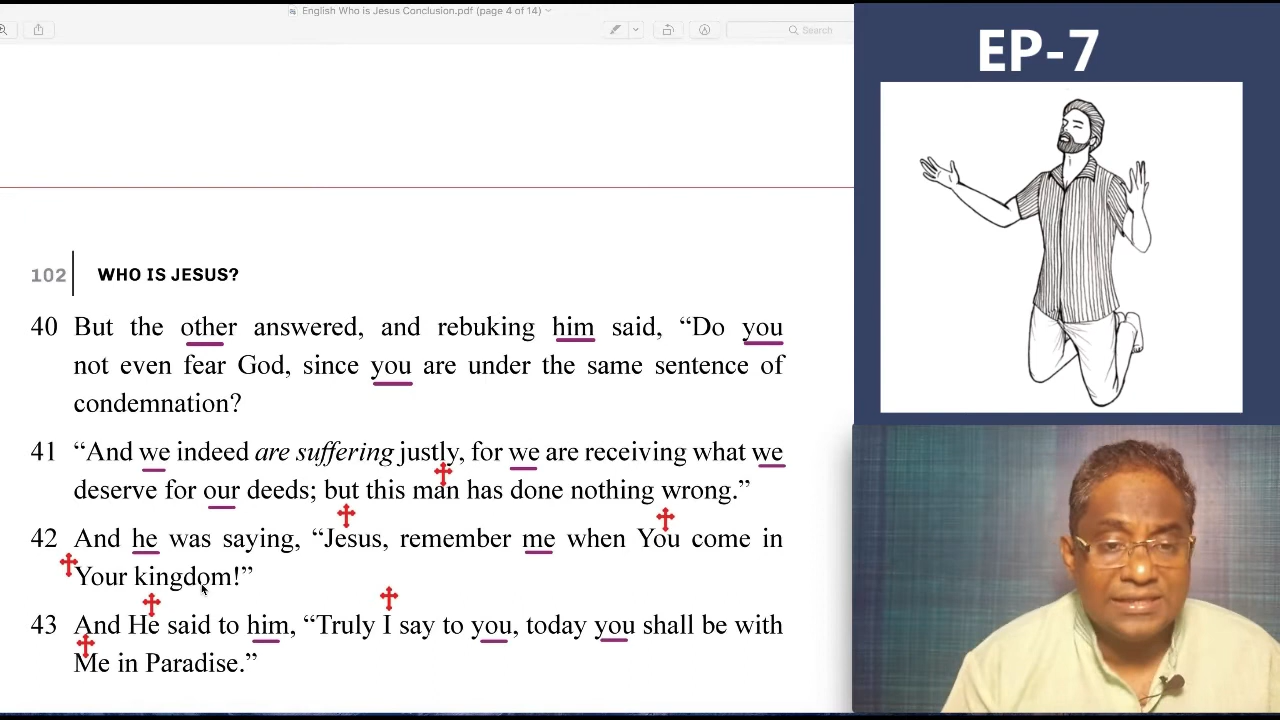 English Who is Jesus Conclusion.pdf (page 4 of 14)
Search
EP-7
102 WHO IS JESUS?
40 But the other answered, and rebuking him said, “Do you
not even fear God, since you are under the same sentence of
condemnation?
41 “And we indeed are suffering justly, for we are receiving what we
deserve for our deeds; but this man has done nothing wrong.”
42 And he was saying, “Jesus, remember me when You come in
Your kingdom!”
43 And He said to him, “Truly I say to you, today you shall be with
Me in Paradise.”